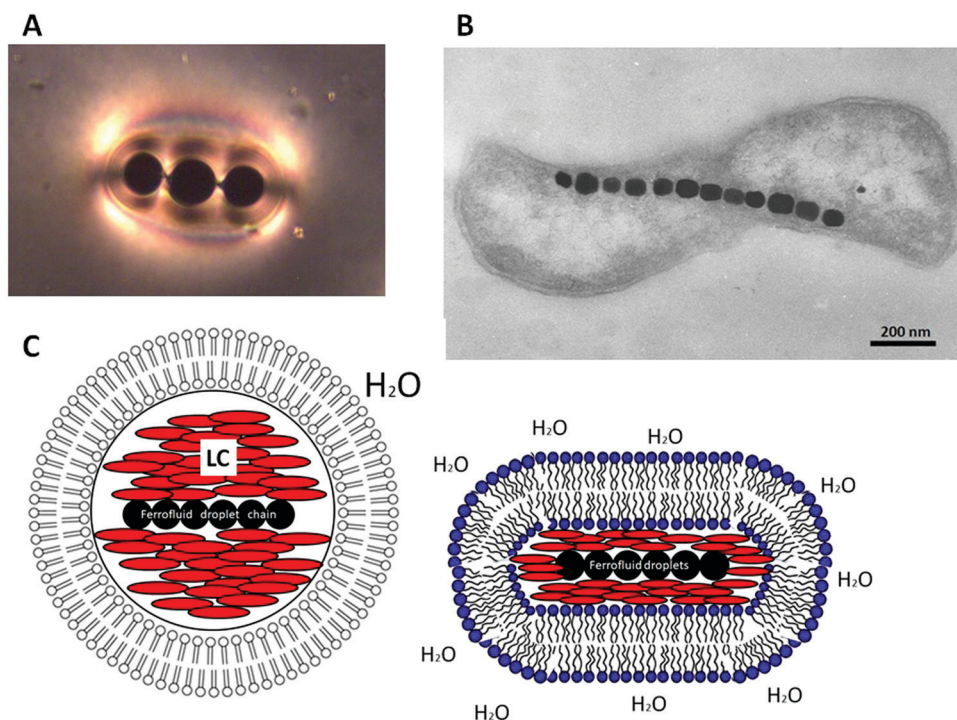 A
B
200 nm
C
H₂O
LC
Ferrofluid droplet chain
H₂O
H₂O
H₂O
H₂O
Ferrofluid droplets
H₂O
H₂O
H₂O
H₂O
H₂O